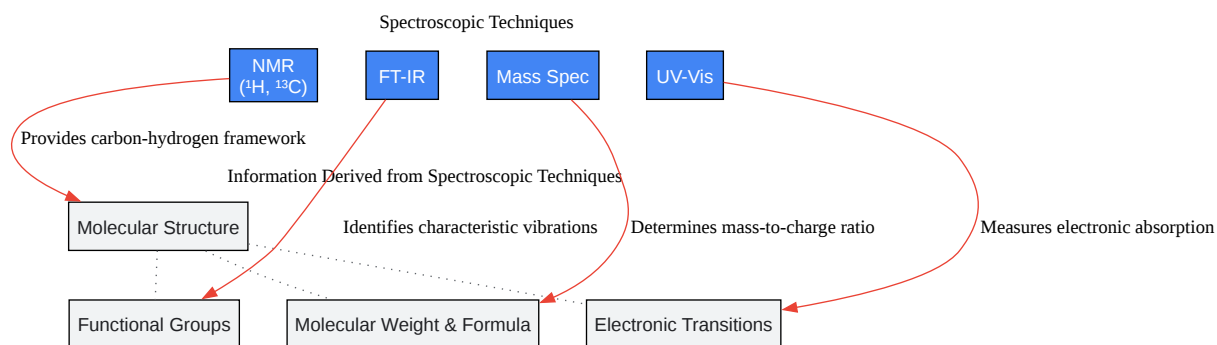 Spectroscopic Techniques
NMR
(¹H, ¹³C)
FT-IR
Mass Spec
UV-Vis
Provides carbon-hydrogen framework
Information Derived from Spectroscopic Techniques
Molecular Structure
Identifies characteristic vibrations
Determines mass-to-charge ratio
Measures electronic absorption
Functional Groups
Molecular Weight & Formula
Electronic Transitions